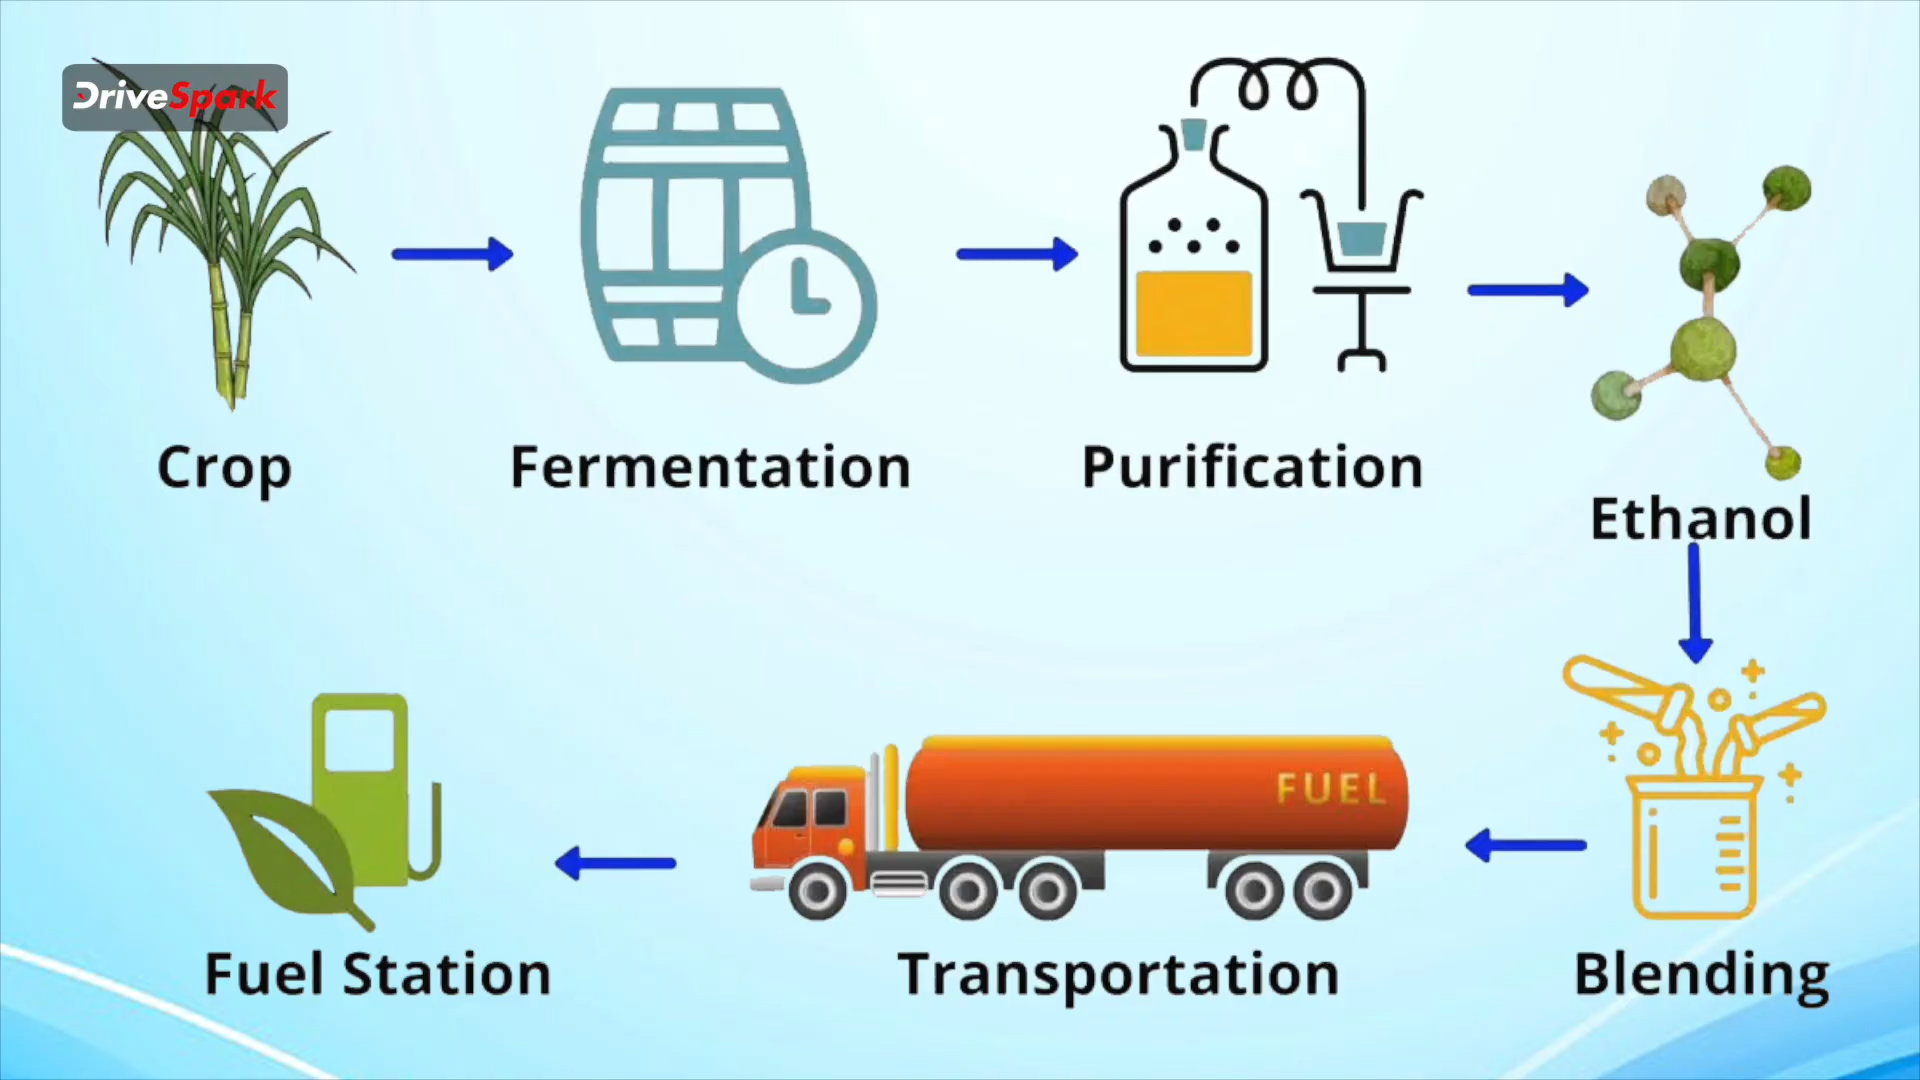 DriveSpark
Crop
Fermentation
Purification
Ethanol
FUEL
Fuel Station
Transportation
Blending